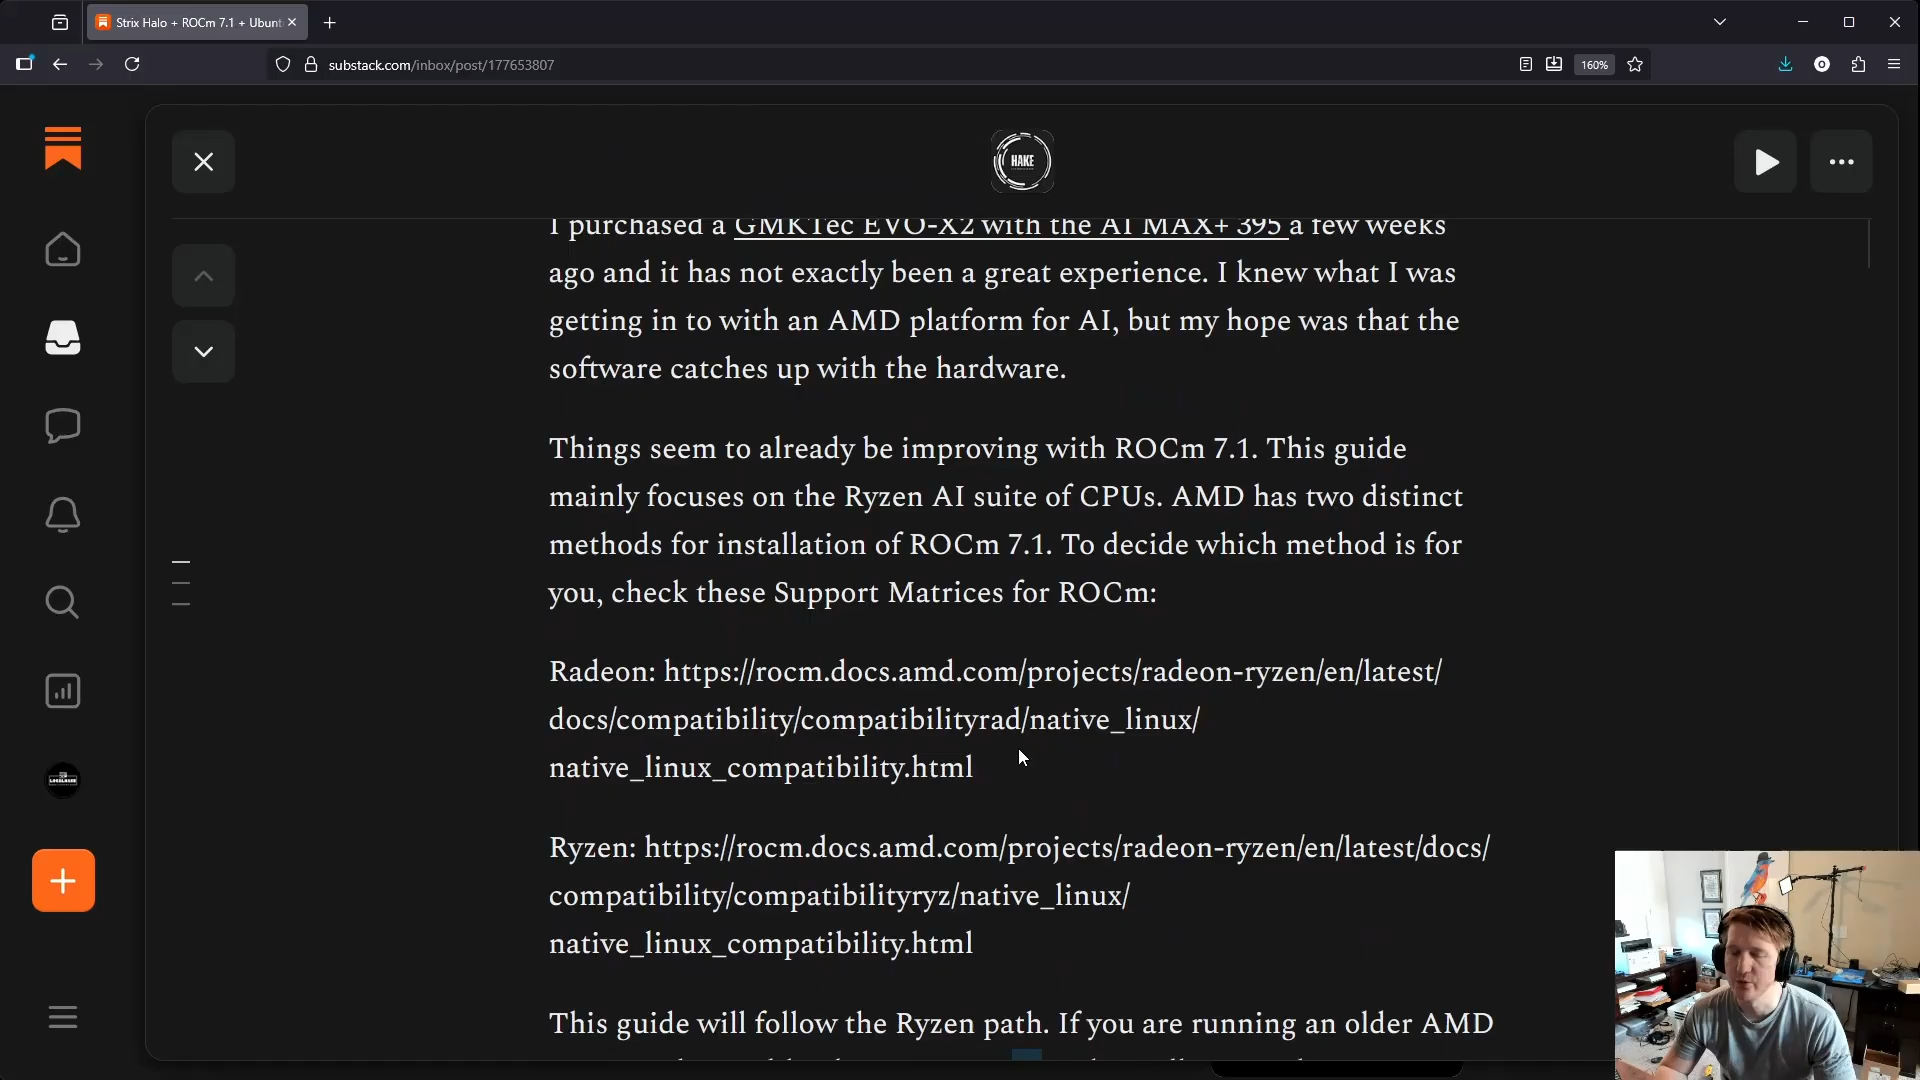 Strix Halo + ROCm 7.1 + Ubunt
substack.com/inbox/post/177653807
160%
HAKE
I purchased a GMKTec EVO-X2 with the AI MAX+ 395 a few weeks
ago and it has not exactly been a great experience. I knew what I was
getting in to with an AMD platform for AI, but my hope was that the
software catches up with the hardware.
Things seem to already be improving with ROCm 7.1. This guide
mainly focuses on the Ryzen AI suite of CPUs. AMD has two distinct
methods for installation of ROCm 7.1. To decide which method is for
you, check these Support Matrices for ROCm:
Radeon: https://rocm.docs.amd.com/projects/radeon-ryzen/en/latest/
docs/compatibility/compatibilityrad/native_linux/
native_linux_compatibility.html
Ryzen: https://rocm.docs.amd.com/projects/radeon-ryzen/en/latest/docs/
compatibility/compatibilityryz/native_linux/
native_linux_compatibility.html
This guide will follow the Ryzen path. If you are running an older AMD